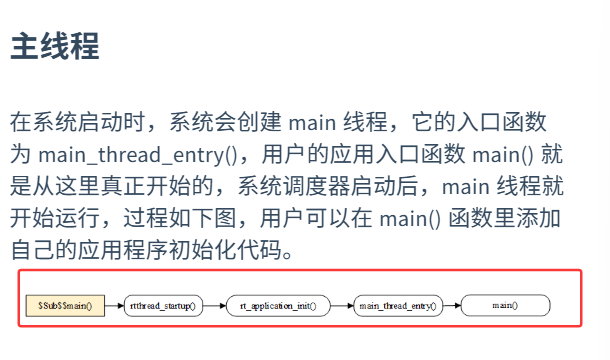 主线程
在系统启动时，系统会创建 main 线程，它的入口函数
为 main_thread_entry()，用户的应用入口函数 main() 就
是从这里真正开始的，系统调度器启动后，main 线程就
开始运行，过程如下图，用户可以在 main() 函数里添加
自己的应用程序初始化代码。
$Sub$$main() rtthread_startup() rt_application_init() main_thread_entry() main()